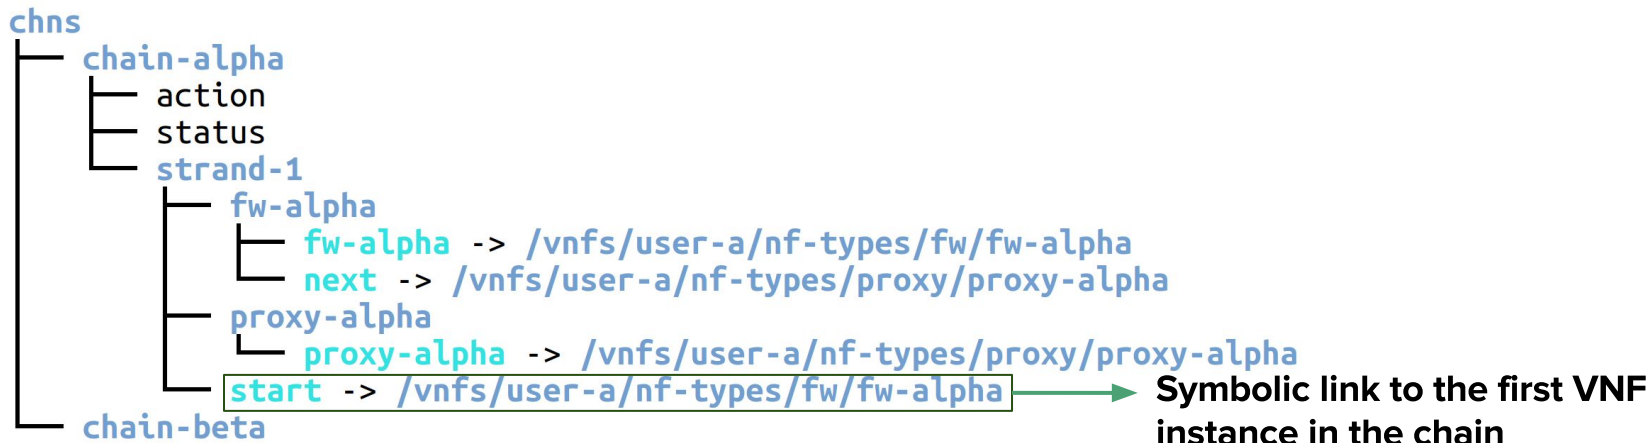 chns
chain-alpha
action
status
strand-1
fw-alpha
fw-alpha -> /vnfs/user-a/nf-types/fw/fw-alpha
next -> /vnfs/user-a/nf-types/proxy/proxy-alpha
proxy-alpha
proxy-alpha -> /vnfs/user-a/nf-types/proxy/proxy-alpha
start -> /vnfs/user-a/nf-types/fw/fw-alpha
Symbolic link to the first VNF
instance in the chain
chain-beta